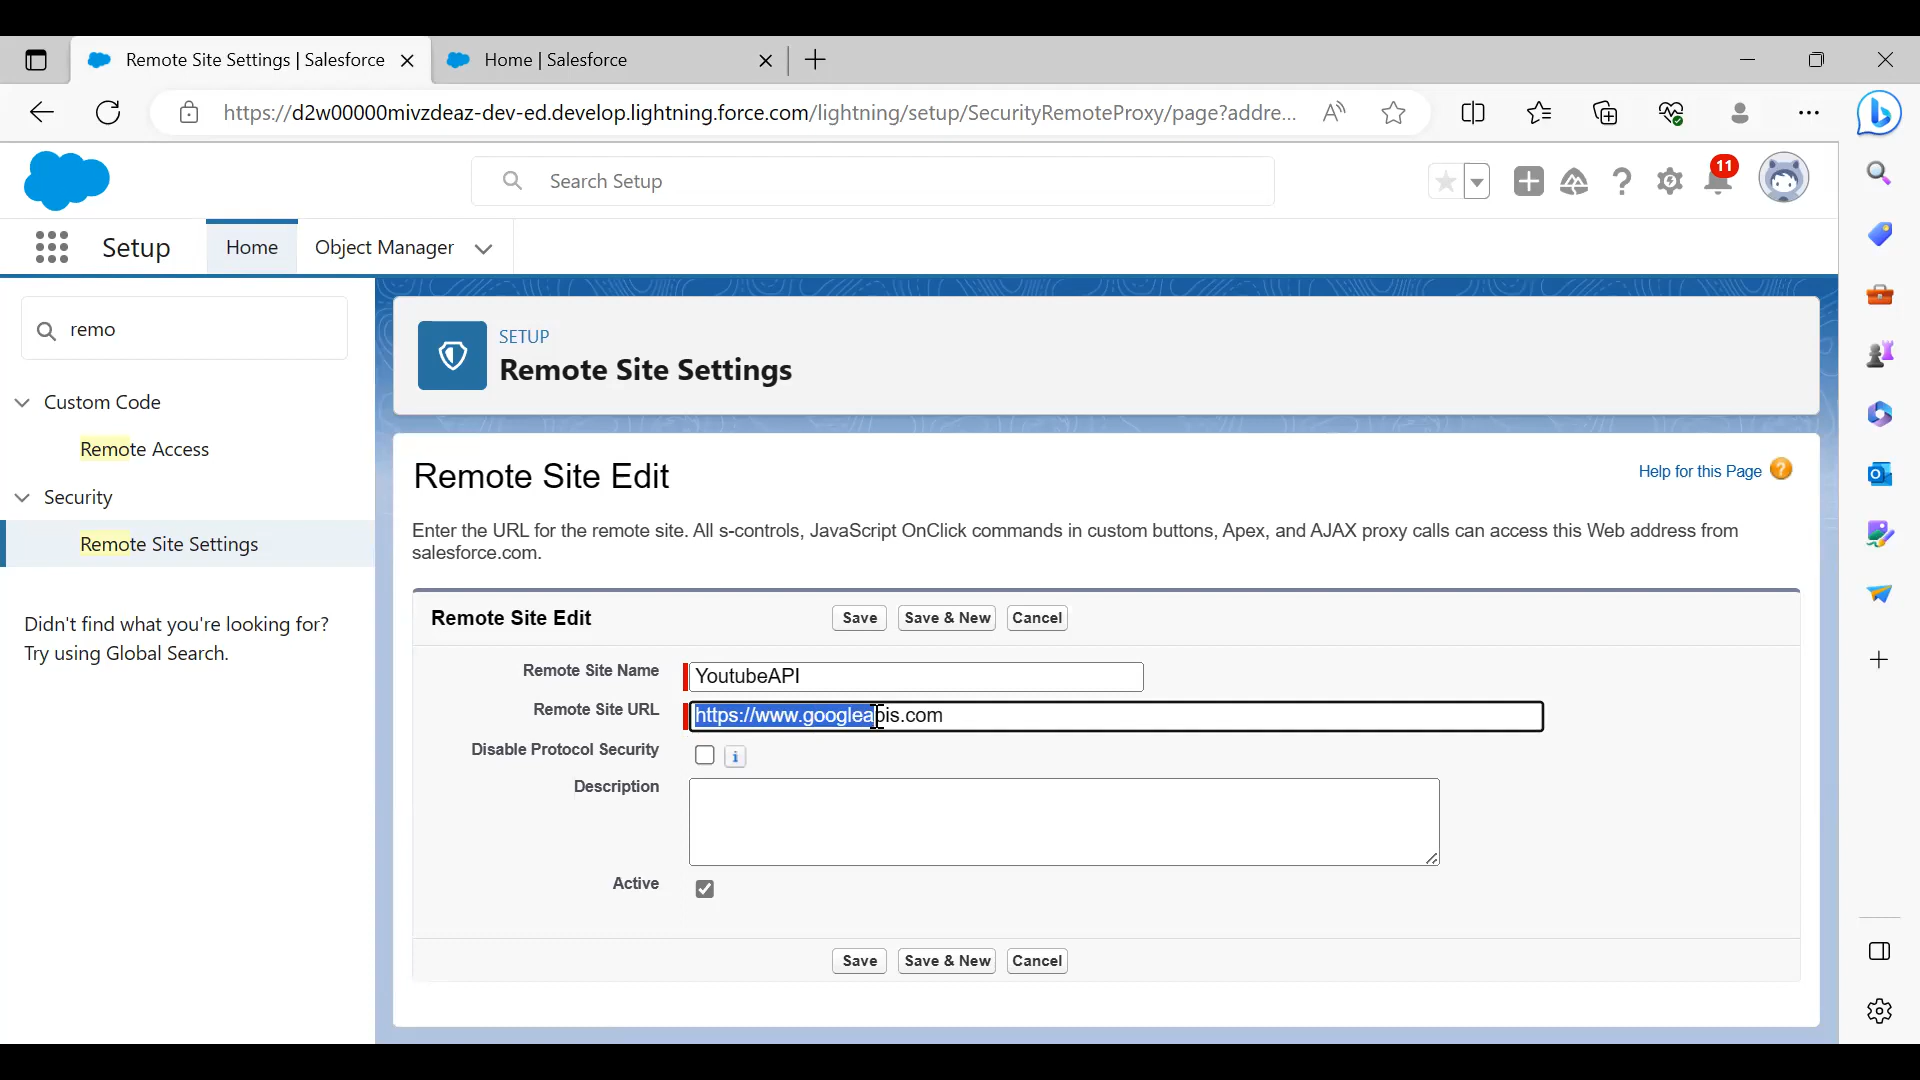 Remote Site Settings | Salesforce
Home | Salesforce
https://d2w00000mivzdeaz-dev-ed.develop.lightning.force.com/lightning/setup/SecurityRemoteProxy/page?addre...
Search Setup
11
Setup
Home
Object Manager
remo
Custom Code
Remote Access
Security
Remote Site Settings
Didn't find what you're looking for?
Try using Global Search.
SETUP
Remote Site Settings
Remote Site Edit
Help for this Page
Enter the URL for the remote site. All s-controls, JavaScript OnClick commands in custom buttons, Apex, and AJAX proxy calls can access this Web address from
salesforce.com.
Remote Site Edit
Save
Save & New
Cancel
Remote Site Name
YoutubeAPI
Remote Site URL
https://www.googleapis.com
Disable Protocol Security
Description
Active
Save
Save & New
Cancel